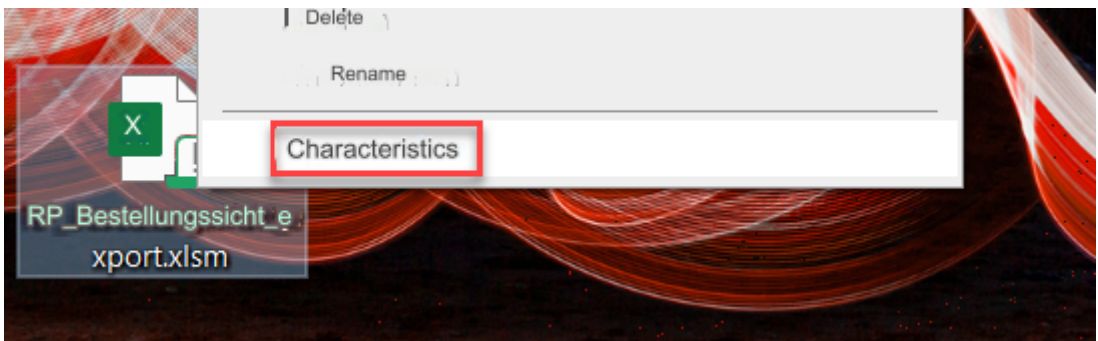 Delete
Rename
Characteristics
X
RP_Bestellungssicht_e
xport.xlsm